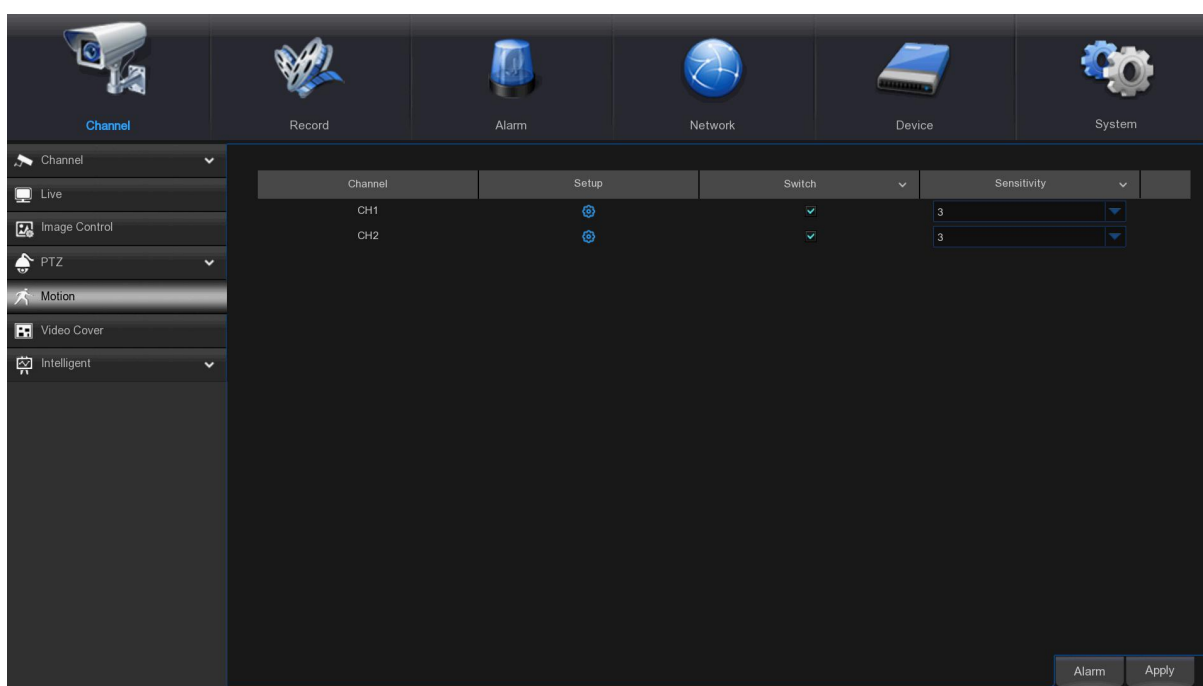 Channel Record Alarm Network Device System
Channel
Live
Image Control
PTZ
Motion
Video Cover
Intelligent
Channel Setup Switch Sensitivity
CH1 3
CH2 3
Alarm Apply